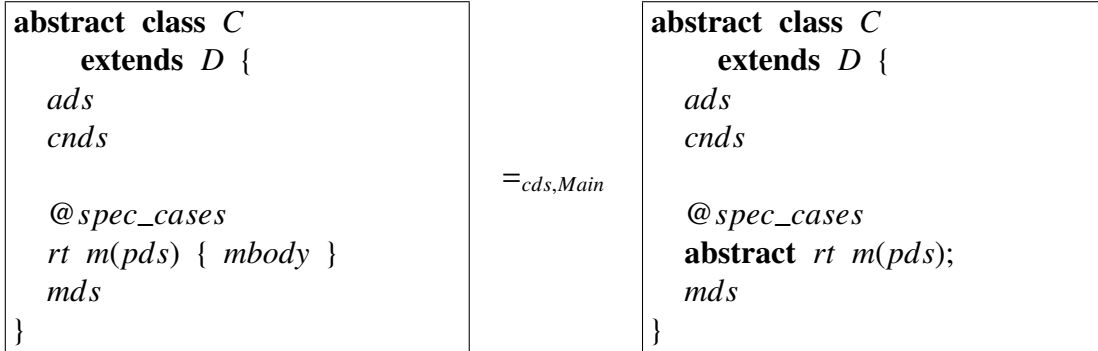 abstract class C
extends D {
ads
cnds
@spec_cases
rt m(pds) { mbody }
mds
}
=cds,Main
abstract class C
extends D {
ads
cnds
@spec_cases
abstract rt m(pds);
mds
}